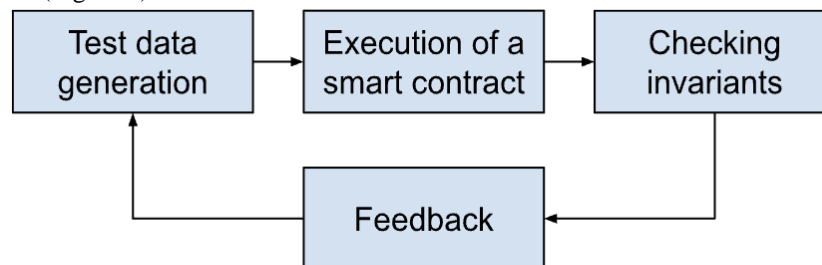 Test data
generation
Execution of a
smart contract
Checking
invariants
Feedback